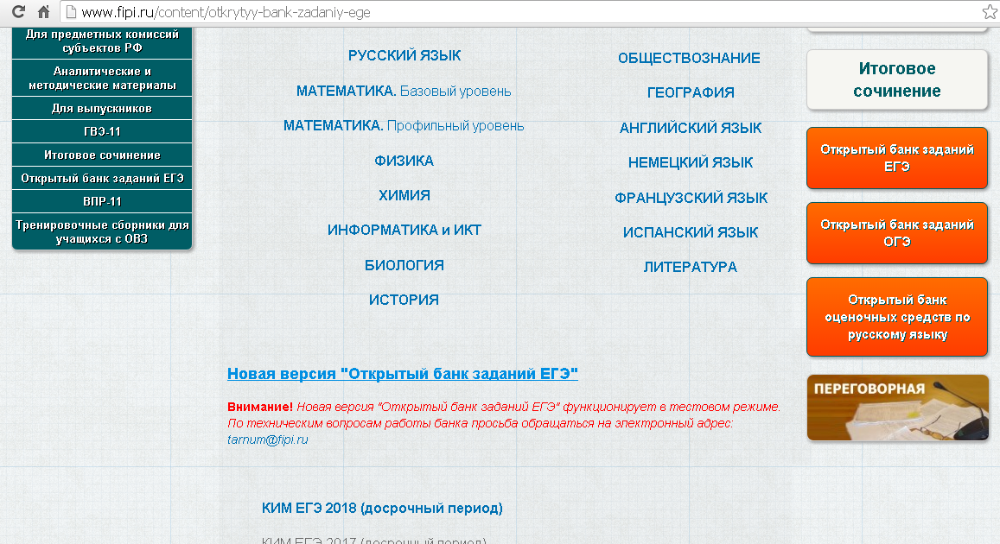 www.fipi.ru/content/otkrytyy-bank-zadaniy-ege
Для предметных комиссий
субъектов РФ
Аналитические и
методические материалы
Для выпускников
ГВЭ-11
Итоговое сочинение
Открытый банк заданий ЕГЭ
ВПР-11
Тренировочные сборники для
учащихся с ОВЗ
РУССКИЙ ЯЗЫК
МАТЕМАТИКА. Базовый уровень
МАТЕМАТИКА. Профильный уровень
ФИЗИКА
ХИМИЯ
ИНФОРМАТИКА и ИКТ
БИОЛОГИЯ
ИСТОРИЯ
ОБЩЕСТВОЗНАНИЕ
ГЕОГРАФИЯ
АНГЛИЙСКИЙ ЯЗЫК
НЕМЕЦКИЙ ЯЗЫК
ФРАНЦУЗСКИЙ ЯЗЫК
ИСПАНСКИЙ ЯЗЫК
ЛИТЕРАТУРА
Новая версия "Открытый банк заданий ЕГЭ"
Внимание! Новая версия "Открытый банк заданий ЕГЭ" функционирует в тестовом режиме.
По техническим вопросам работы банка просьба обращаться на электронный адрес:
tarnum@fipi.ru
КИМ ЕГЭ 2018 (досрочный период)
КИМ ЕГЭ 2017 (досрочный период)
Итоговое
сочинение
Открытый банк заданий
ЕГЭ
Открытый банк заданий
ОГЭ
Открытый банк
оценочных средств по
русскому языку
ПЕРЕГОВОРНАЯ